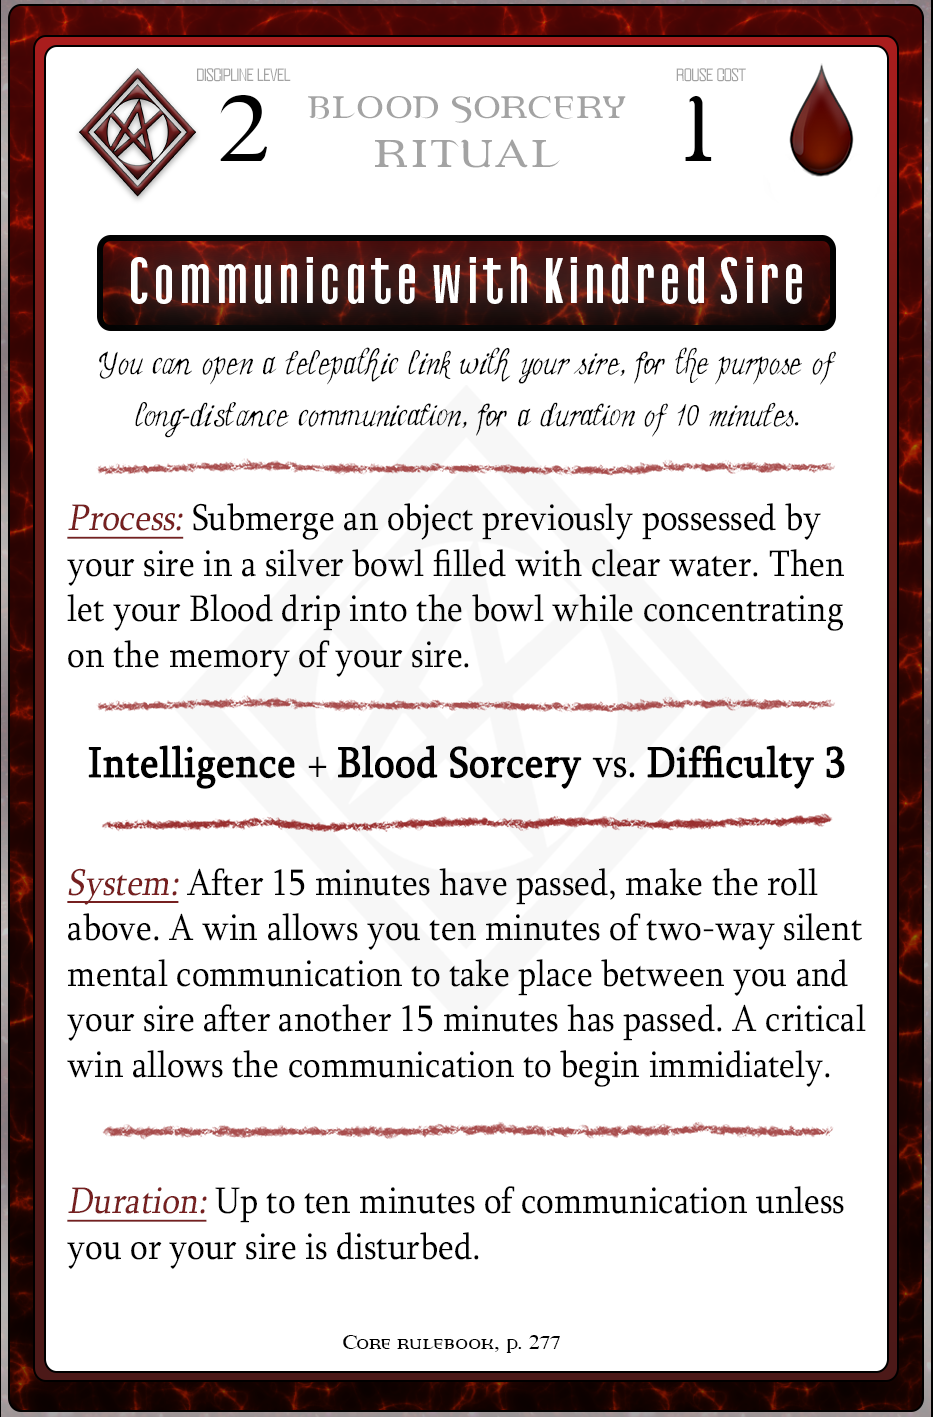 DISCIPLINE LEVEL
2
BLOOD SORCERY
RITUAL
ROUSE COST
1
Communicate with Kindred Sire
You can open a telepathic link with your sire, for the purpose of
long-distance communication, for a duration of 10 minutes.
Process: Submerge an object previously possessed by
your sire in a silver bowl filled with clear water. Then
let your Blood drip into the bowl while concentrating
on the memory of your sire.
Intelligence + Blood Sorcery vs. Difficulty 3
System: After 15 minutes have passed, make the roll
above. A win allows you ten minutes of two-way silent
mental communication to take place between you and
your sire after another 15 minutes has passed. A critical
win allows the communication to begin immidiately.
Duration: Up to ten minutes of communication unless
you or your sire is disturbed.
Core rulebook, p. 277